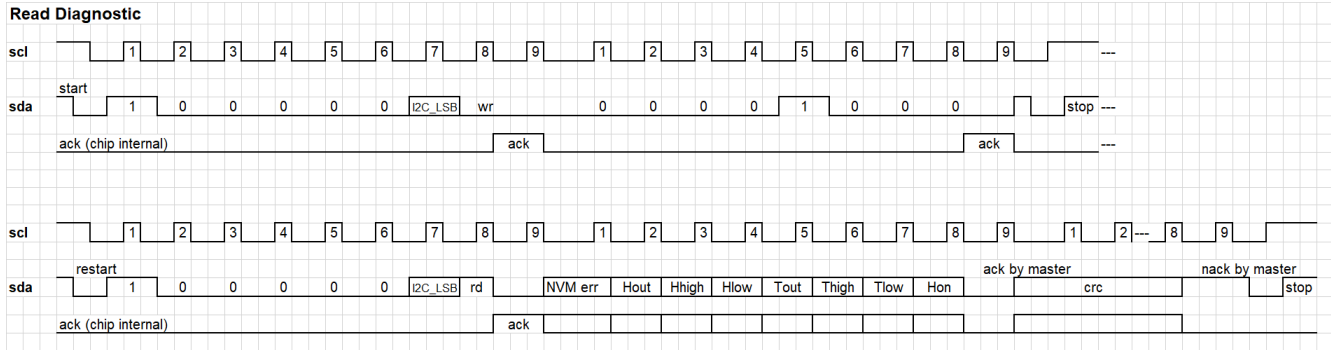 Read Diagnostic
scl 1 2 3 4 5 6 7 8 9 1 2 3 4 5 6 7 8 9 ---
start
sda 1 0 0 0 0 0 I2C_LSB wr 0 0 0 0 1 0 0 0 stop ---
ack (chip internal) ack ack ---
scl 1 2 3 4 5 6 7 8 9 1 2 3 4 5 6 7 8 9 1 2 --- 8 9
restart ack by master nack by master
sda 1 0 0 0 0 0 I2C_LSB rd NVM err Hout Hhigh Hlow Tout Thigh Tlow Hon crc stop
ack (chip internal) ack